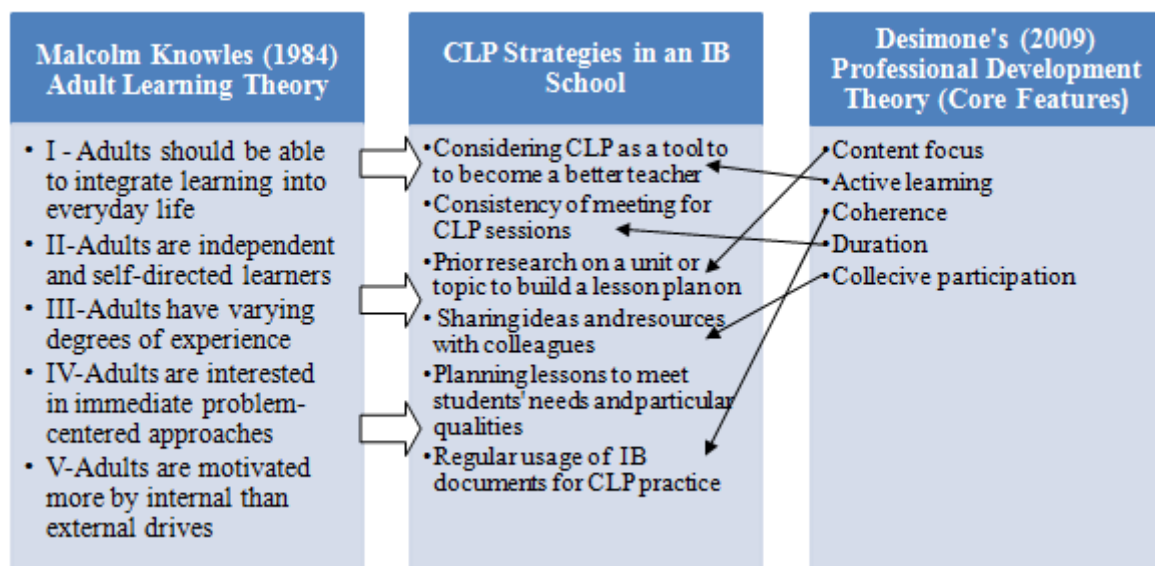 Malcolm Knowles (1984)
Adult Learning Theory
• I - Adults should be able
to integrate learning into
everyday life
• II-Adults are independent
and self-directed learners
• III-Adults have varying
degrees of experience
• IV-Adults are interested
in immediate problem-
centered approaches
• V-Adults are motivated
more by internal than
external drives
CLP Strategies in an IB
School
•Considering CLP as a tool to
to become a better teacher
•Consistency of meeting for
CLP sessions
•Prior research on a unit or
topic to build a lesson plan on
•Sharing ideas and resources
with colleagues
•Planning lessons to meet
students' needs and particular
qualities
•Regular usage of IB
documents for CLP practice
Desimone's (2009)
Professional Development
Theory (Core Features)
•Content focus
•Active learning
•Coherence
•Duration
•Collecive participation